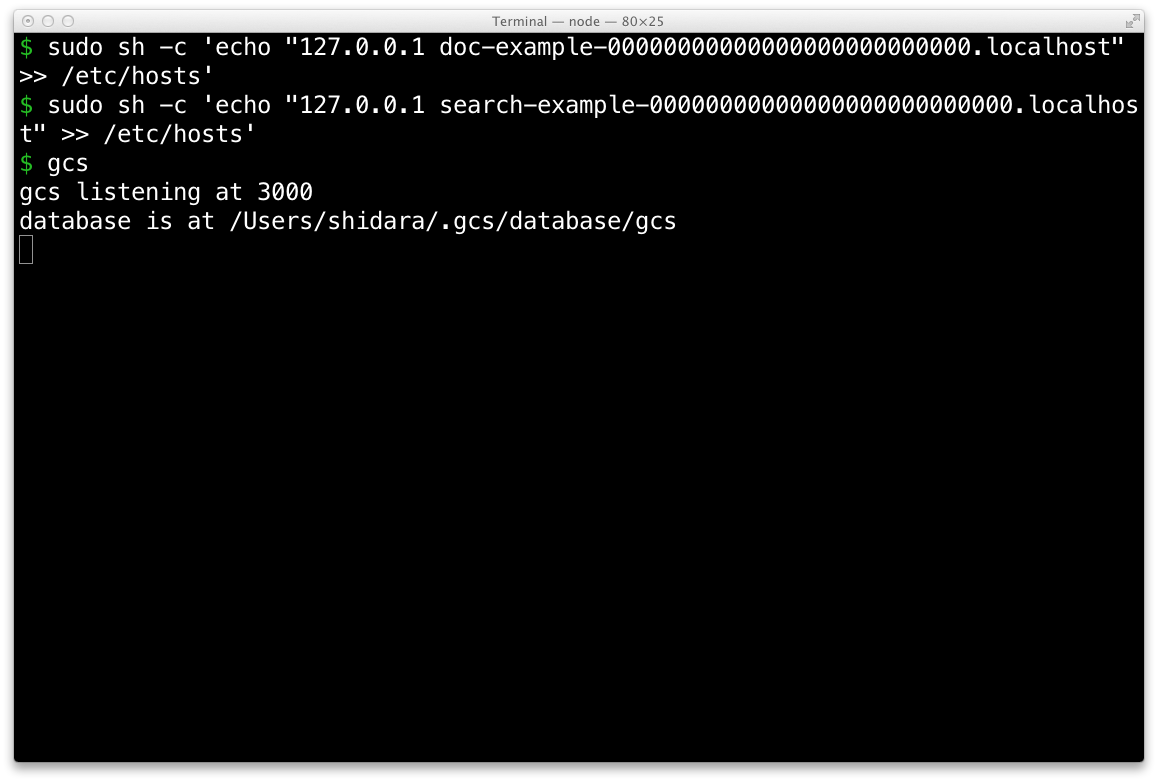 Terminal — node — 80×25
$ sudo sh -c 'echo "127.0.0.1 doc-example-00000000000000000000000000.localhost"
>> /etc/hosts'
$ sudo sh -c 'echo "127.0.0.1 search-example-00000000000000000000000000.localhos
t" >> /etc/hosts'
$ gcs
gcs listening at 3000
database is at /Users/shidara/.gcs/database/gcs